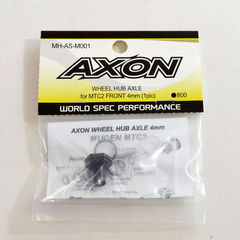 MH-AS-M001
AXON
WHEEL HUB AXLE
for MTC2 FRONT 4mm (1pic)
●800
WORLD SPEC PERFORMANCE
AXON WHEEL HUB AXLE 4mm
MUGEN MTC2